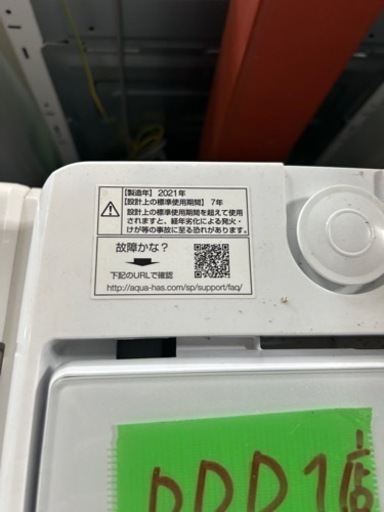 【製造年】2021年
【設計上の標準使用期間】7年
設計上の標準使用期間を超えて使用
されますと、経年劣化による発火・
けが等の事故に至る恐れがあります。
故障かな？
下記のURLで確認
http://aqua-has.com/sp/support/faq/